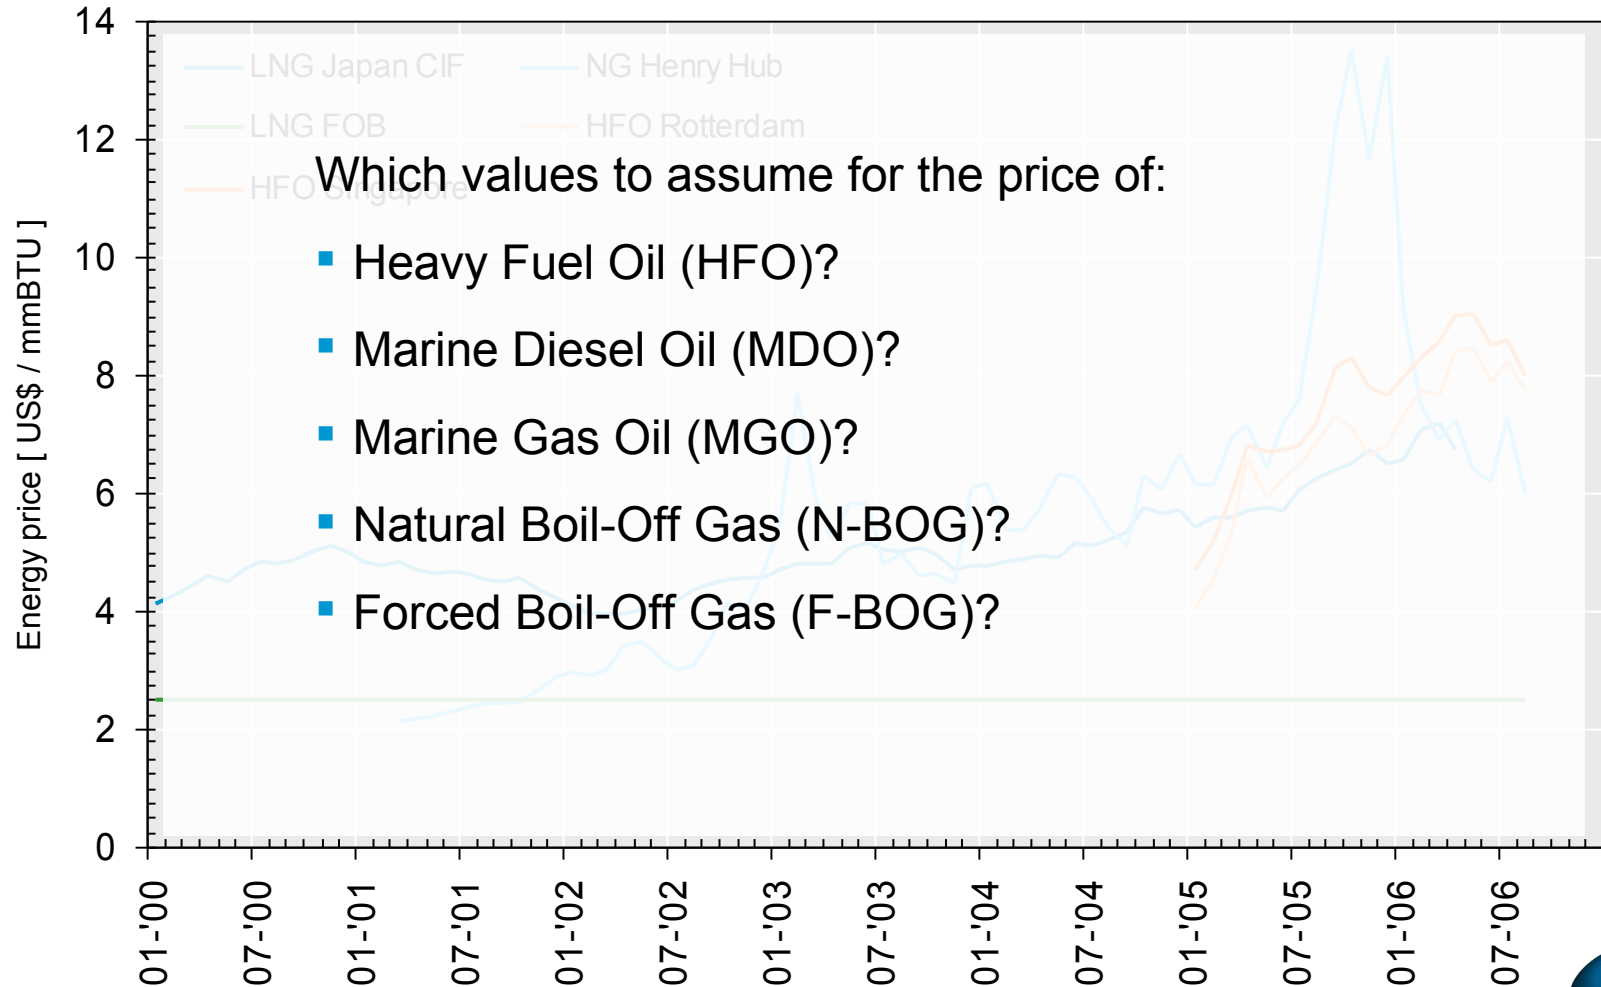 14
12
10
8
6
4
2
0
Energy price [ US$ / mmBTU ]
LNG Japan CIF
NG Henry Hub
LNG FOB
HFO Rotterdam
HFO Singapore
Which values to assume for the price of:
Heavy Fuel Oil (HFO)?
Marine Diesel Oil (MDO)?
Marine Gas Oil (MGO)?
Natural Boil-Off Gas (N-BOG)?
Forced Boil-Off Gas (F-BOG)?
01-'00
07-'00
01-'01
07-'01
01-'02
07-'02
01-'03
07-'03
01-'04
07-'04
01-'05
07-'05
01-'06
07-'06